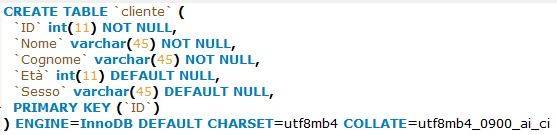 CREATE TABLE `cliente` (
`ID` int(11) NOT NULL,
`Nome` varchar(45) NOT NULL,
`Cognome` varchar(45) NOT NULL,
`Età` int(11) DEFAULT NULL,
`Sesso` varchar(45) DEFAULT NULL,
PRIMARY KEY (`ID`)
) ENGINE=InnoDB DEFAULT CHARSET=utf8mb4 COLLATE=utf8mb4_0900_ai_ci